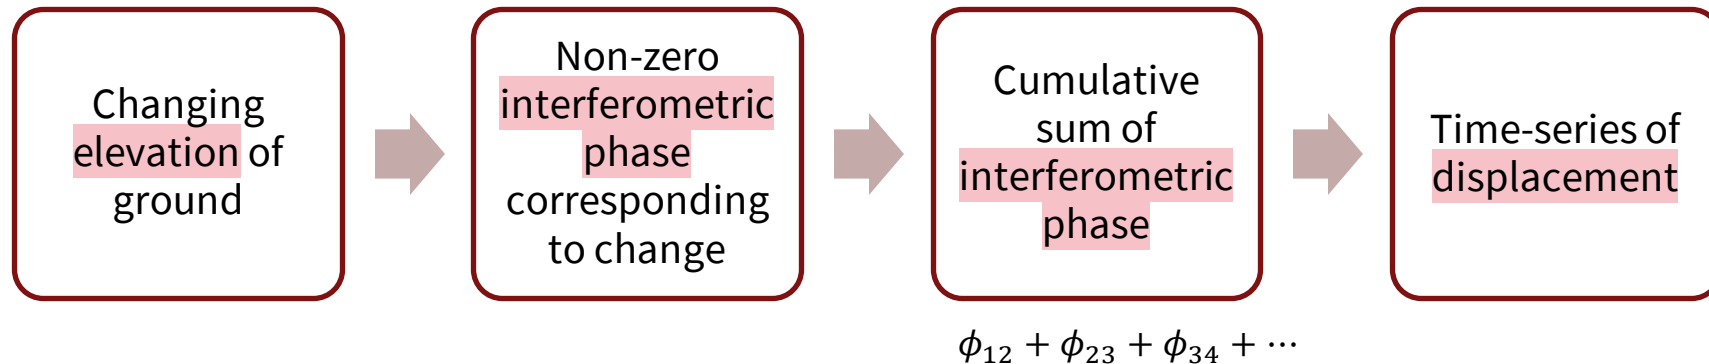 Changing
elevation of
ground
Non-zero
interferometric
phase
corresponding
to change
Cumulative
sum of
interferometric
phase
Time-series of
displacement
𝜙₁₂ + 𝜙₂₃ + 𝜙₃₄ + ⋯